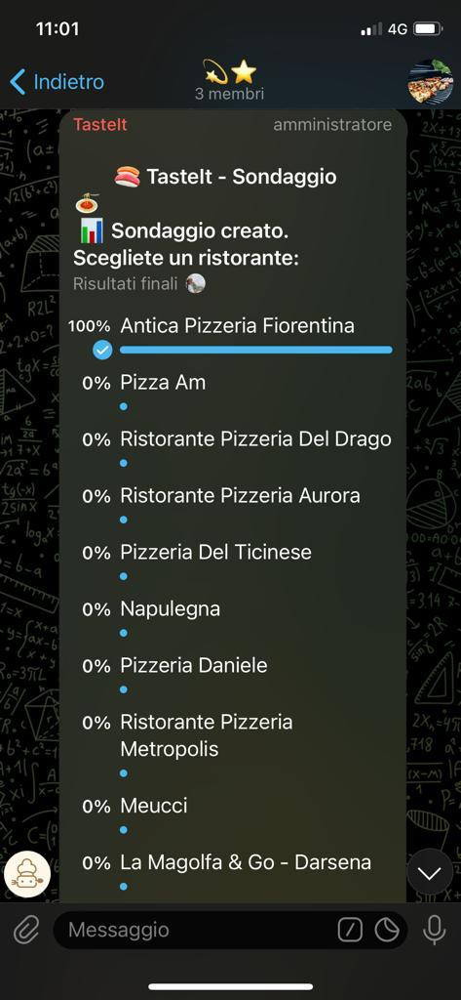 11:01
4G
Indietro
💫⭐
3 membri
TasteIt
amministratore
🍣 TasteIt - Sondaggio
🍝
📊 Sondaggio creato.
Scegliete un ristorante:
Risultati finali
100% Antica Pizzeria Fiorentina
0% Pizza Am
0% Ristorante Pizzeria Del Drago
0% Ristorante Pizzeria Aurora
0% Pizzeria Del Ticinese
0% Napulegna
0% Pizzeria Daniele
0% Ristorante Pizzeria
Metropolis
0% Meucci
0% La Magolfa & Go - Darsena
Messaggio